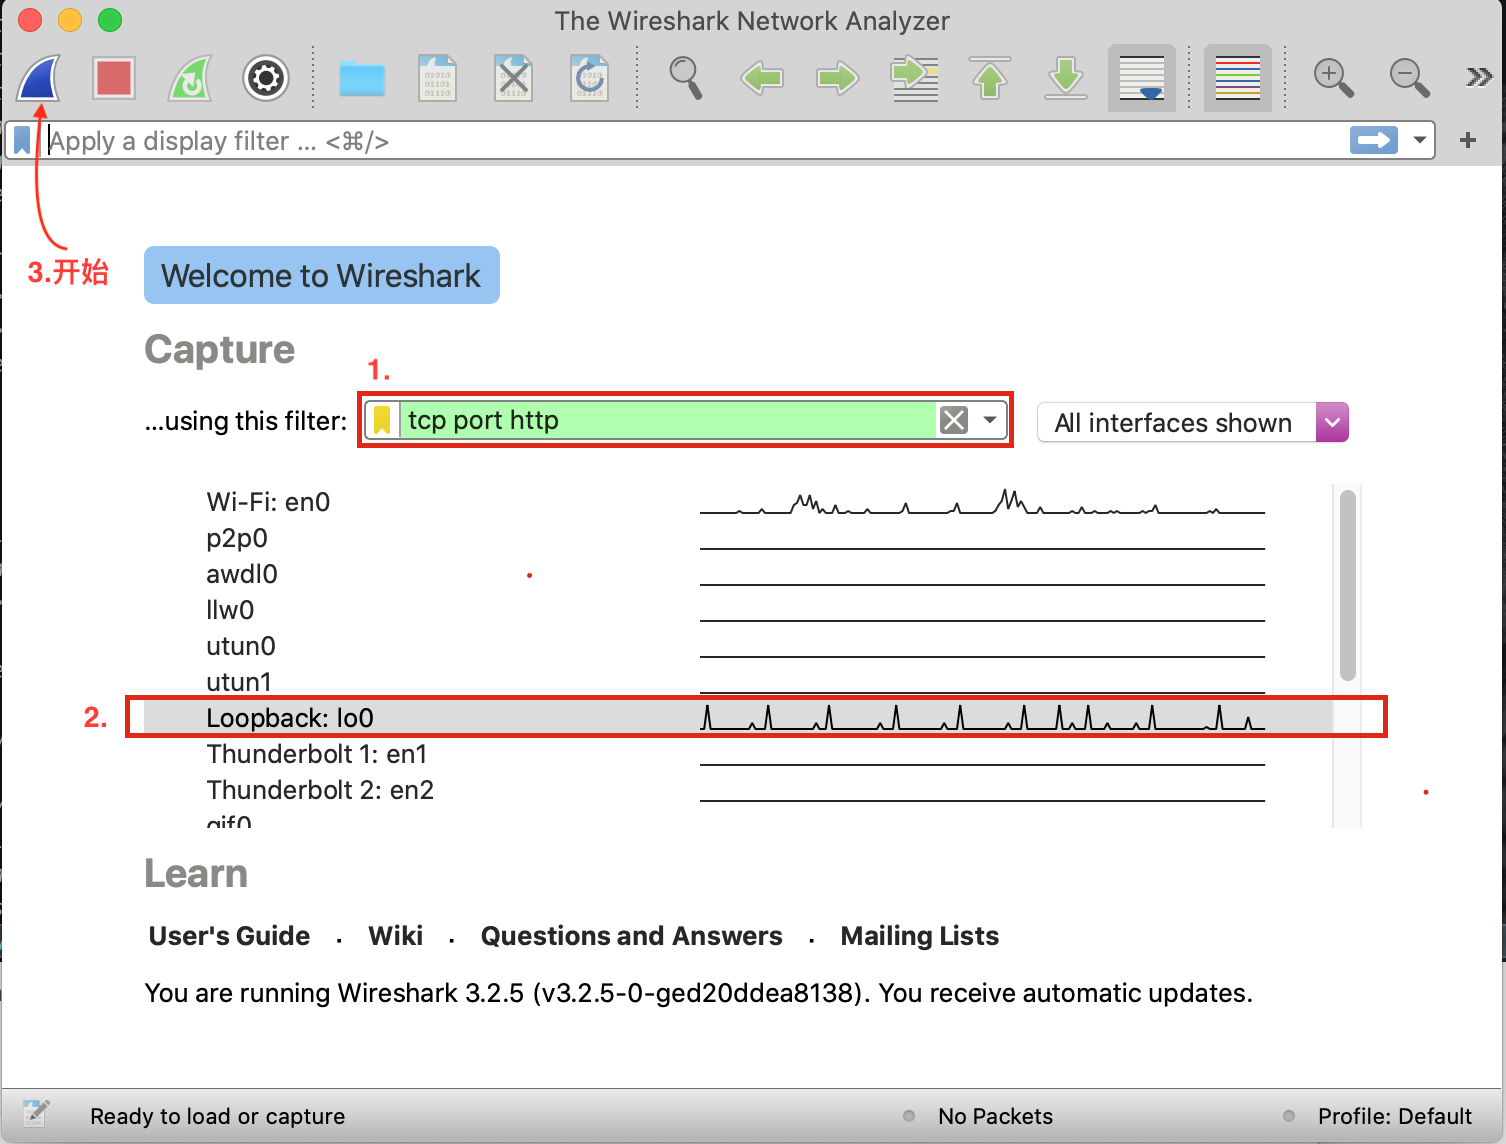 The Wireshark Network Analyzer
Apply a display filter ... <⌘/>
3.开始
Welcome to Wireshark
Capture
1.
...using this filter:
tcp port http
All interfaces shown
Wi-Fi: en0
p2p0
awdl0
llw0
utun0
utun1
2.
Loopback: lo0
Thunderbolt 1: en1
Thunderbolt 2: en2
gif0
Learn
User's Guide . Wiki . Questions and Answers . Mailing Lists
You are running Wireshark 3.2.5 (v3.2.5-0-ged20ddea8138). You receive automatic updates.
Ready to load or capture
No Packets
Profile: Default